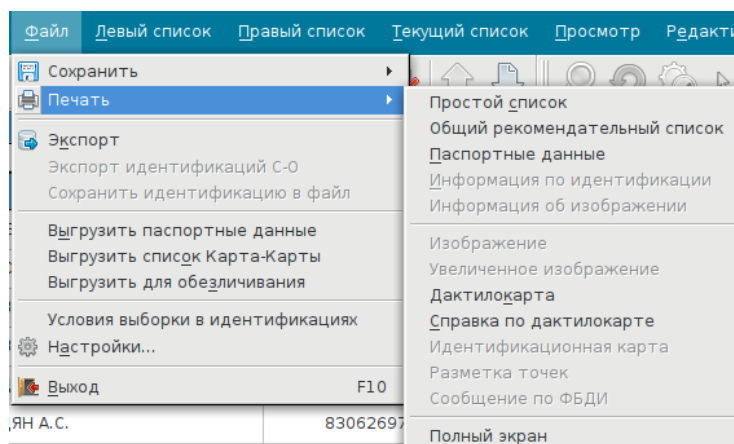 Файл Левый список Правый список Текущий список Просмотр
Сохранить
Печать
Экспорт
Экспорт идентификаций С-О
Сохранить идентификацию в файл
Выгрузить паспортные данные
Выгрузить список Карта-Карты
Выгрузить для обезличивания
Условия выборки в идентификациях
Настройки...
Выход F10
Простой список
Общий рекомендательный список
Паспортные данные
Информация по идентификации
Информация об изображении
Изображение
Увеличенное изображение
Дактилокарта
Справка по дактилокарте
Идентификационная карта
Разметка точек
Сообщение по ФБДИ
Полный экран
ЯН А.С. 83062697